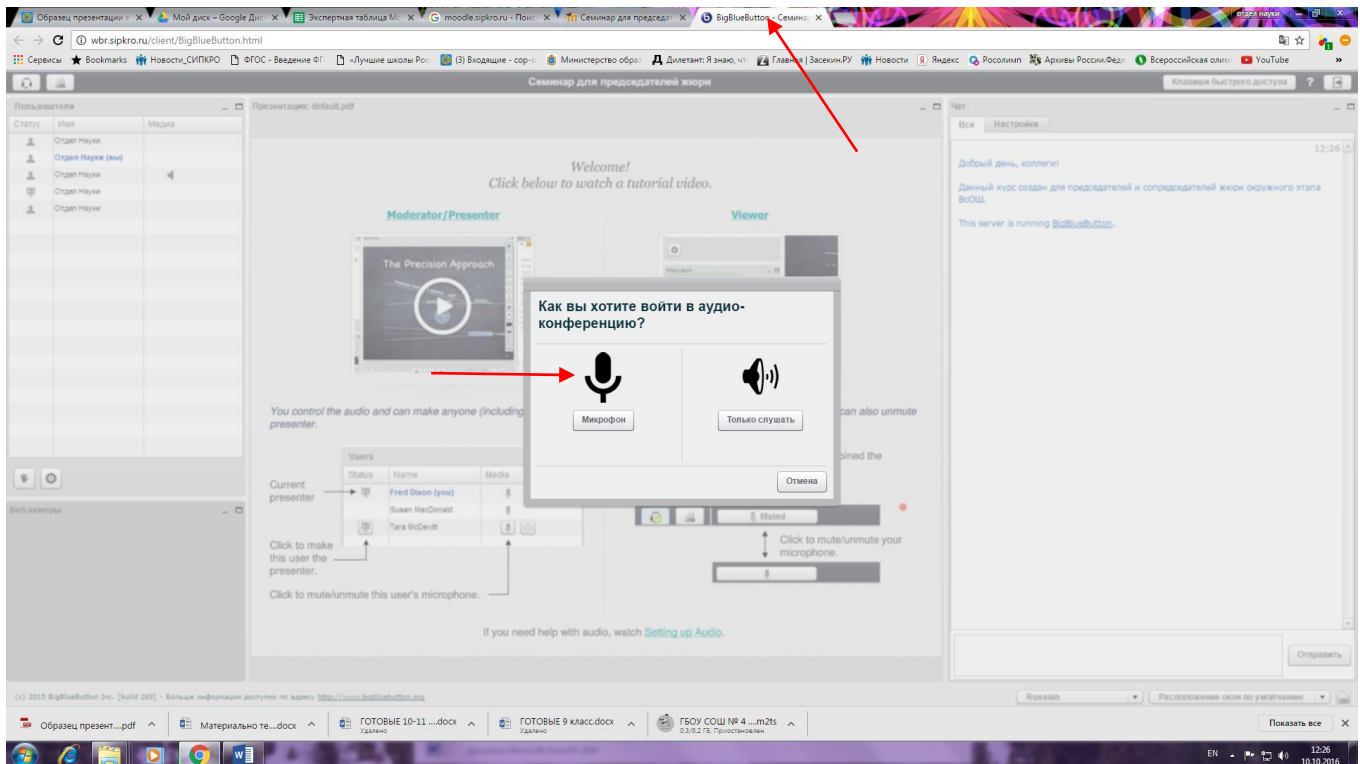 Образец презентации г
Мой диск – Google Дис
Экспертная таблица Мо
moodle.sipkro.ru - Поис
Семинар для председат
BigBlueButton - Семина
отдел науки
wbr.sipkro.ru/client/BigBlueButton.html
Сервисы
Bookmarks
Новости_СИПКРО
ФГОС - Введение ФГ
«Лучшие школы Рос
(3) Входящие - cop-s
Министерство образ
Дилетант: Я знаю, чт
Главная | Засекин.РУ
Новости
Яндекс
Росолимп
Архивы России.Феде
Всероссийская олим
YouTube
»
Семинар для председателей жюри
Клавиши быстрого доступа
?
Пользователи
Статус Имя Медиа
Отдел Науки
Отдел Науки (вы)
Отдел Науки
Отдел Науки
Отдел Науки
Веб-камеры
Презентация: default.pdf
Welcome!
Click below to watch a tutorial video.
Moderator/Presenter
Viewer
The Precision Approach
Как вы хотите войти в аудио-
конференцию?
Микрофон
Только слушать
Отмена
You control the audio and can make anyone (including
presenter.
can also unmute
oined the
Users
Status Name Media
Fred Dixon (you)
Susan MacDonald
Tara McDevitt
Current
presenter
Click to make
this user the
presenter.
Click to mute/unmute this user's microphone.
Muted
Click to mute/unmute your
microphone.
If you need help with audio, watch Setting up Audio.
Чат
Все
Настройки
12:26
Добрый день, коллеги!
Данный курс создан для председателей и сопредседателей жюри окружного этапа
ВсОШ.
This server is running BigBlueButton.
Отправить
(c) 2015 BigBlueButton Inc. [build 268] - Больше информации доступно по адресу http://www.bigbluebutton.org
Russian
Расположение окон по умолчанию
Образец презент....pdf
Материально те....docx
ГОТОВЫЕ 10-11 ....docx
Удалено
ГОТОВЫЕ 9 класс.docx
Удалено
ГБОУ СОШ № 4 ....m2ts
0,3/6,2 ГБ, Приостановлен
Показать все
EN
12:26
10.10.2016